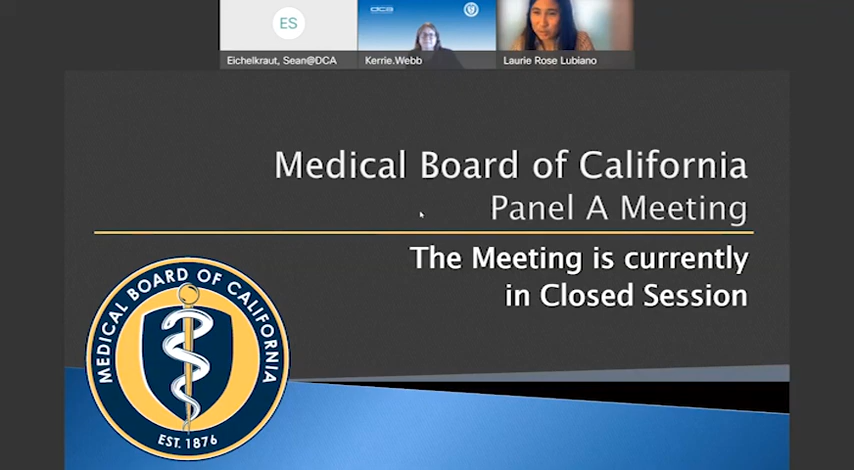 ES
Eichelkraut, Sean@DCA
Kerrie.Webb
Laurie Rose Lubiano
dca
Medical Board of California
Panel A Meeting
The Meeting is currently
in Closed Session
MEDICAL BOARD OF CALIFORNIA
EST. 1876